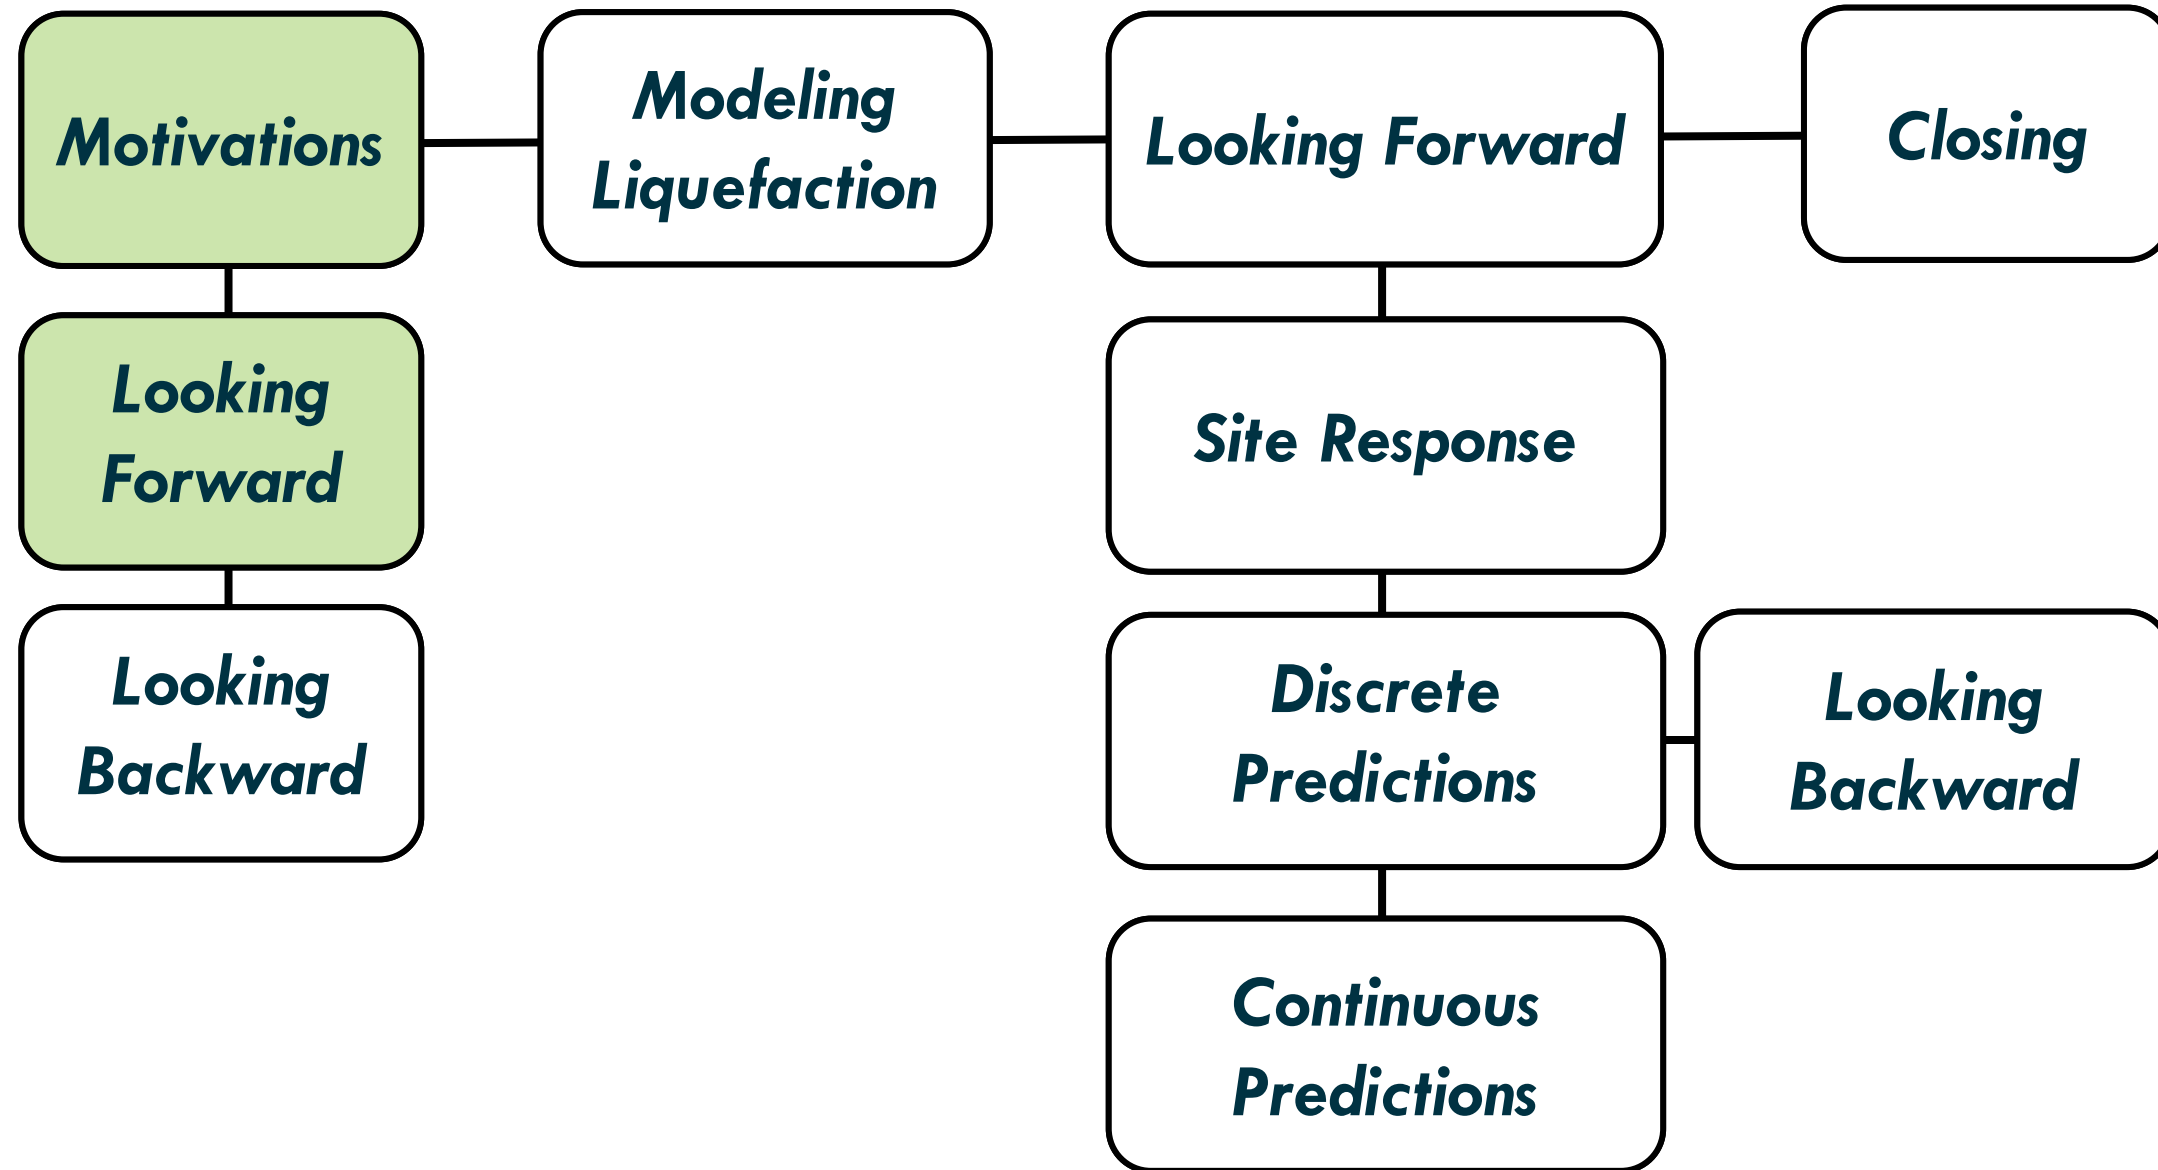 Motivations
Modeling
Liquefaction
Looking Forward
Closing
Looking
Forward
Site Response
Looking
Backward
Discrete
Predictions
Looking
Backward
Continuous
Predictions